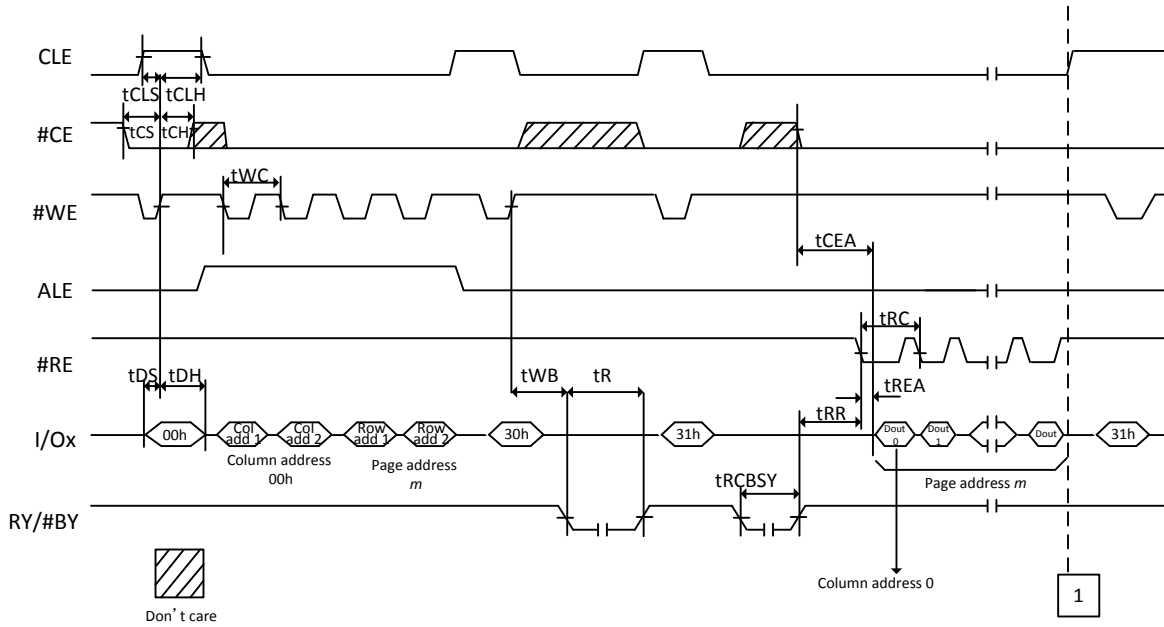 CLE
tCLS tCLH
#CE
tCS tCH
#WE
tWC
tCEA
ALE
tRC
#RE
tDS tDH
tWB tR
tREA
tRR
I/Ox
00h
Col add 1
Col add 2
Row add 1
Row add 2
30h
31h
Dout 0
Dout 1
Dout
31h
Column address 00h
Page address m
tRCBSY
Page address m
RY/#BY
Column address 0
1
Don't care